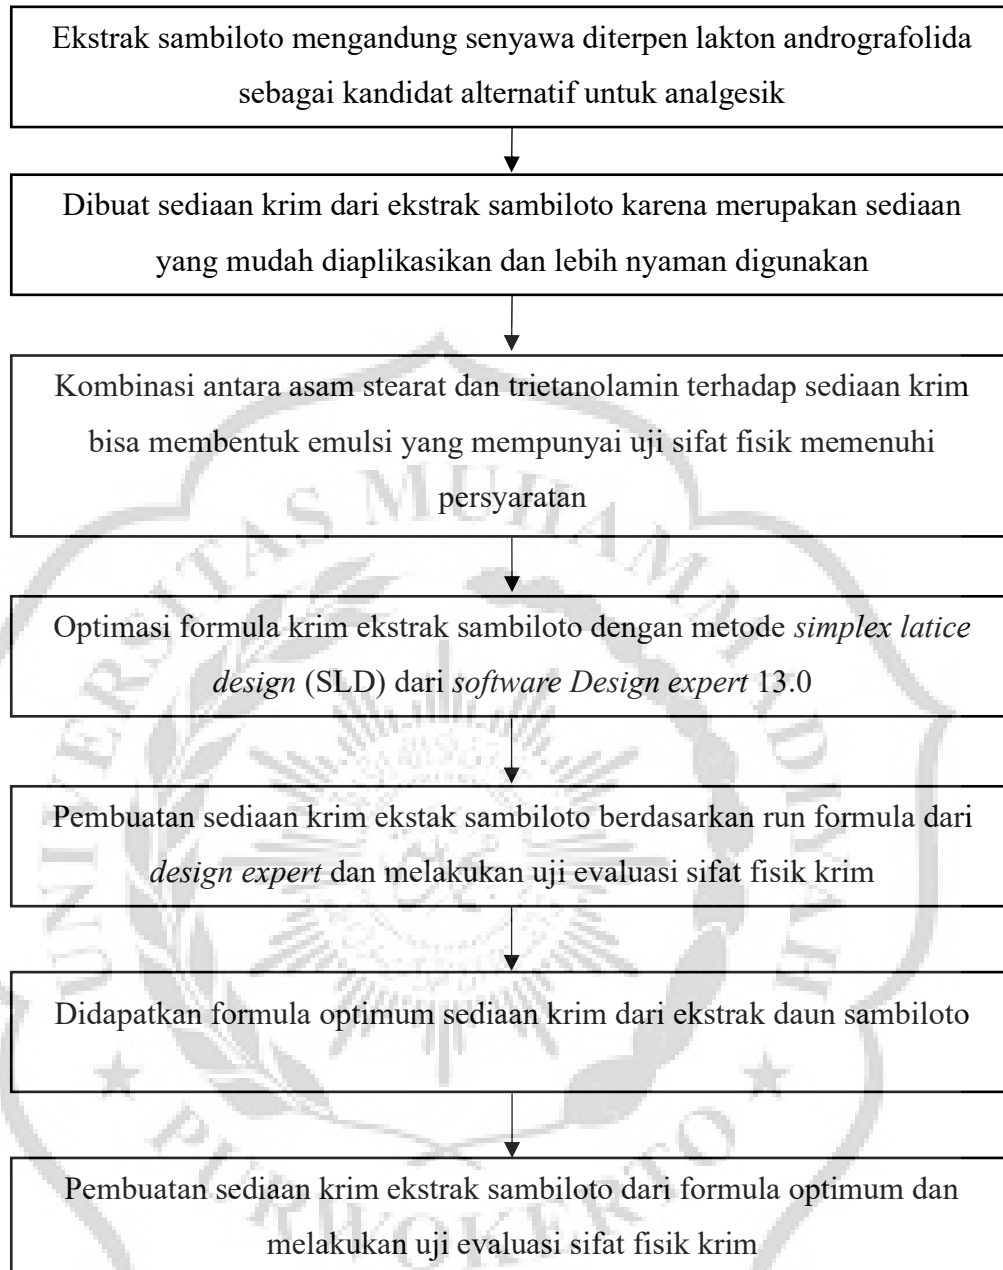 Ekstrak sambiloto mengandung senyawa diterpen lakton andrografolida
sebagai kandidat alternatif untuk analgesik
Dibuat sediaan krim dari ekstrak sambiloto karena merupakan sediaan
yang mudah diaplikasikan dan lebih nyaman digunakan
Kombinasi antara asam stearat dan trietanolamin terhadap sediaan krim
bisa membentuk emulsi yang mempunyai uji sifat fisik memenuhi
persyaratan
Optimasi formula krim ekstrak sambiloto dengan metode simplex latice
design (SLD) dari software Design expert 13.0
Pembuatan sediaan krim ekstak sambiloto berdasarkan run formula dari
design expert dan melakukan uji evaluasi sifat fisik krim
Didapatkan formula optimum sediaan krim dari ekstrak daun sambiloto
Pembuatan sediaan krim ekstrak sambiloto dari formula optimum dan
melakukan uji evaluasi sifat fisik krim
UNIVERSITAS MUHAMMADIYAH
PURWOKERTO